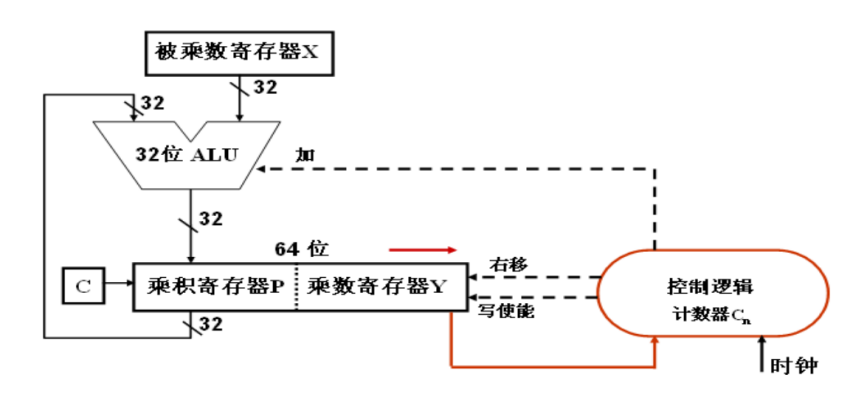 被乘数寄存器X
32
32
32位 ALU
加
32
64 位
右移
C
乘积寄存器P
乘数寄存器Y
控制逻辑
计数器Cn
写使能
32
时钟